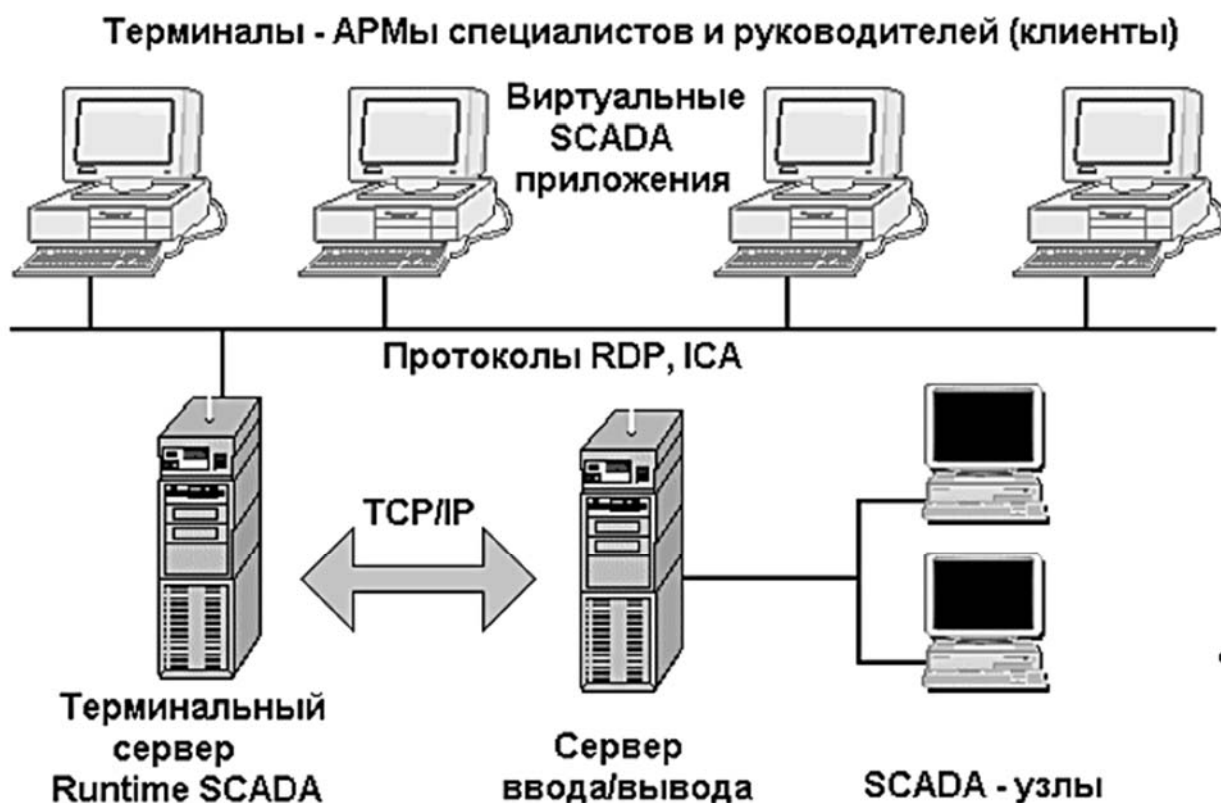 Терминалы - АРМы специалистов и руководителей (клиенты)
Виртуальные
SCADA
приложения
Протоколы RDP, ICA
TCP/IP
Терминальный
сервер
Runtime SCADA
Сервер
ввода/вывода
SCADA - узлы